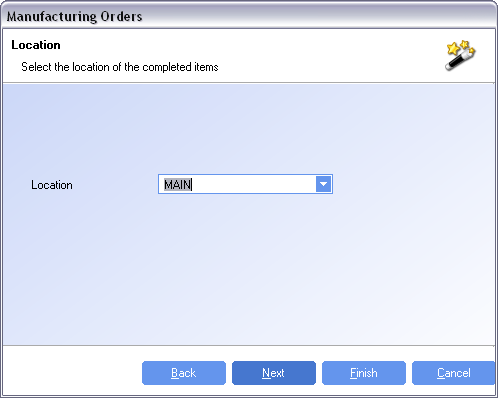 Manufacturing Orders
Location
Select the location of the completed items
Location
MAIN
Back
Next
Finish
Cancel